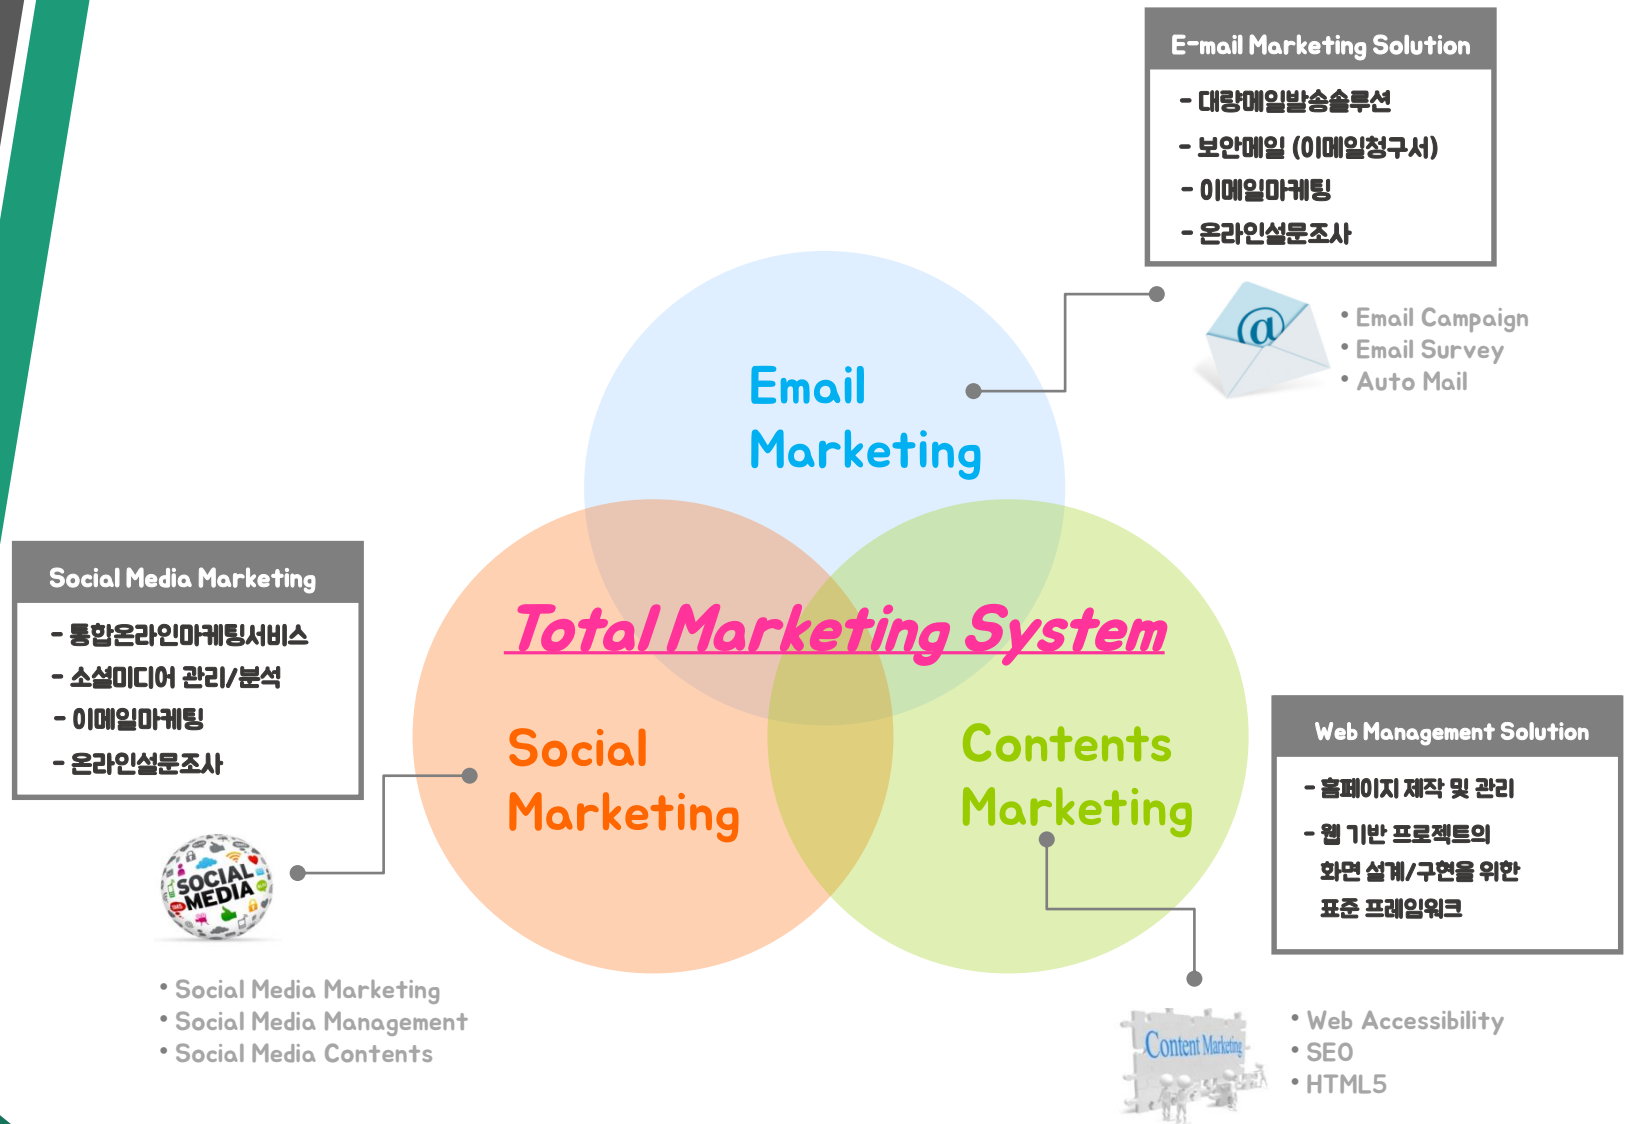 E-mail Marketing Solution
- 대량메일발송솔루션
- 보안메일 (이메일청구서)
- 이메일마케팅
- 온라인설문조사
@
• Email Campaign
• Email Survey
• Auto Mail
Email
Marketing
Social Media Marketing
- 통합온라인마케팅서비스
- 소셜미디어 관리/분석
- 이메일마케팅
- 온라인설문조사
Total Marketing System
Social
Marketing
Contents
Marketing
Web Management Solution
- 홈페이지 제작 및 관리
- 웹 기반 프로젝트의
화면 설계/구현을 위한
표준 프레임워크
SOCIAL
MEDIA
• Social Media Marketing
• Social Media Management
• Social Media Contents
Content Marketing
• Web Accessibility
• SEO
• HTML5